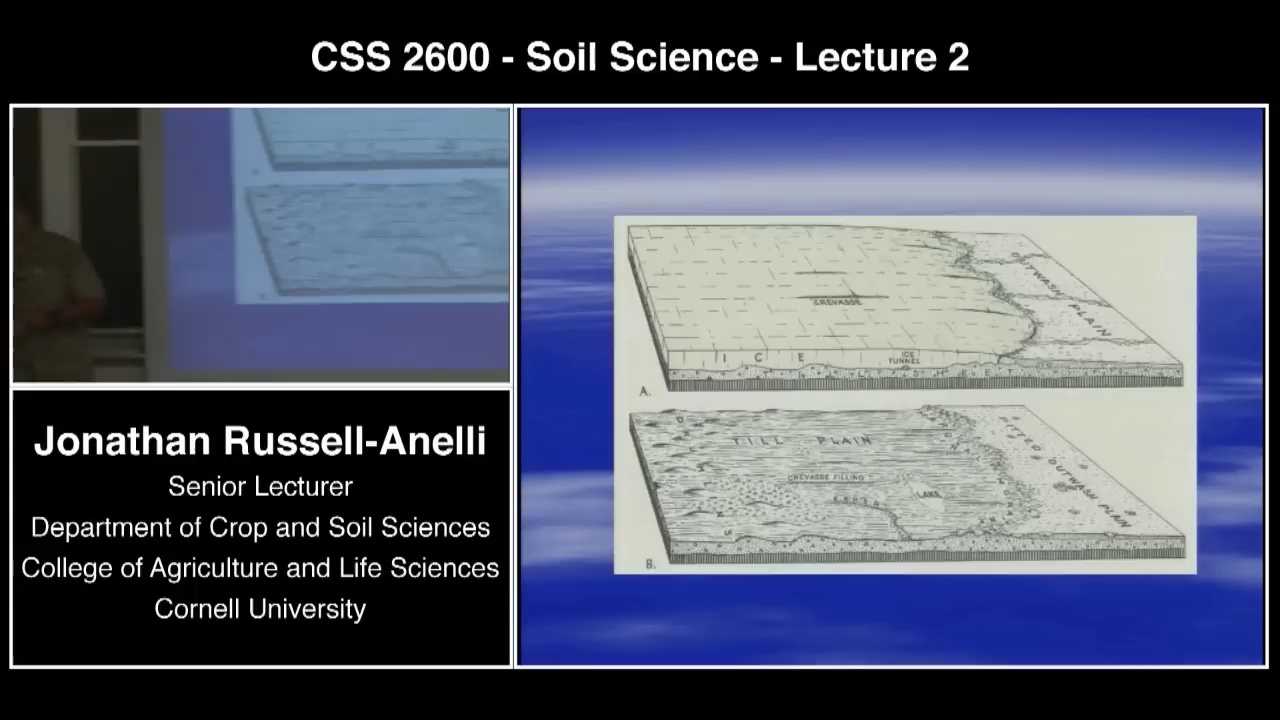 CSS 2600 - Soil Science - Lecture 2
Jonathan Russell-Anelli
Senior Lecturer
Department of Crop and Soil Sciences
College of Agriculture and Life Sciences
Cornell University
OUTWASH PLAIN
CREVASSE
ICE
ICE
TUNNEL
A.
TILL PLAIN
PITTED OUTWASH PLAIN
CREVASSE FILLING
ESKER
LAKE
B.